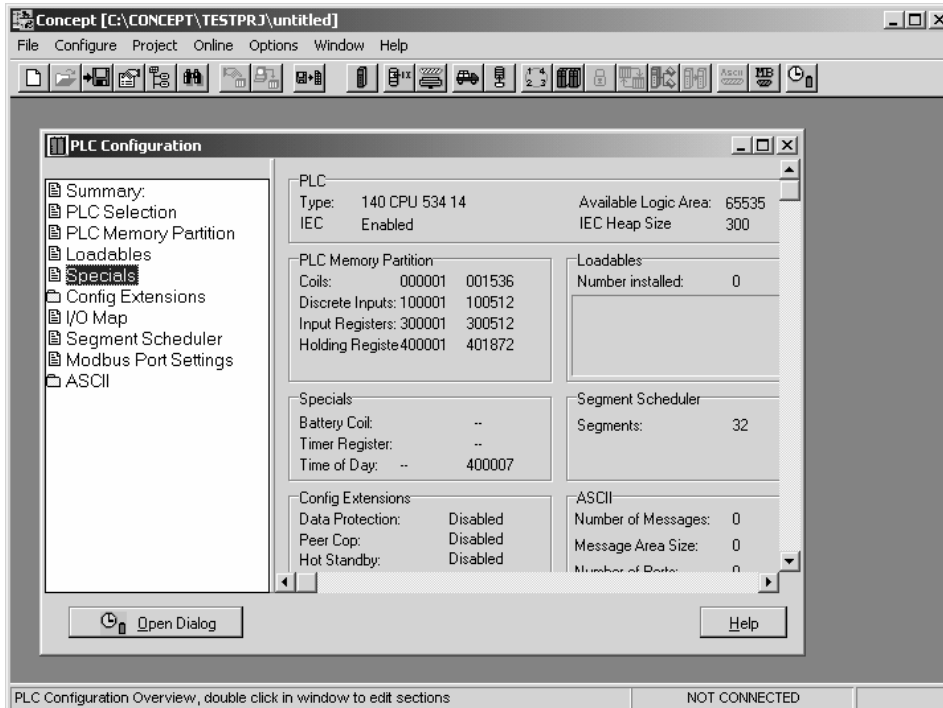 Concept [C:\CONCEPT\TESTPRJ\untitled]
File Configure Project Online Options Window Help
PLC Configuration
Summary:
PLC Selection
PLC Memory Partition
Loadables
Specials
Config Extensions
I/O Map
Segment Scheduler
Modbus Port Settings
ASCII
PLC
Type: 140 CPU 534 14 Available Logic Area: 65535
IEC Enabled IEC Heap Size 300
PLC Memory Partition
Coils: 000001 001536
Discrete Inputs: 100001 100512
Input Registers: 300001 300512
Holding Registe 400001 401872
Loadables
Number installed: 0
Specials
Battery Coil: --
Timer Register: --
Time of Day: -- 400007
Segment Scheduler
Segments: 32
Config Extensions
Data Protection: Disabled
Peer Cop: Disabled
Hot Standby: Disabled
ASCII
Number of Messages: 0
Message Area Size: 0
Number of Ports: 0
Open Dialog
Help
PLC Configuration Overview, double click in window to edit sections
NOT CONNECTED